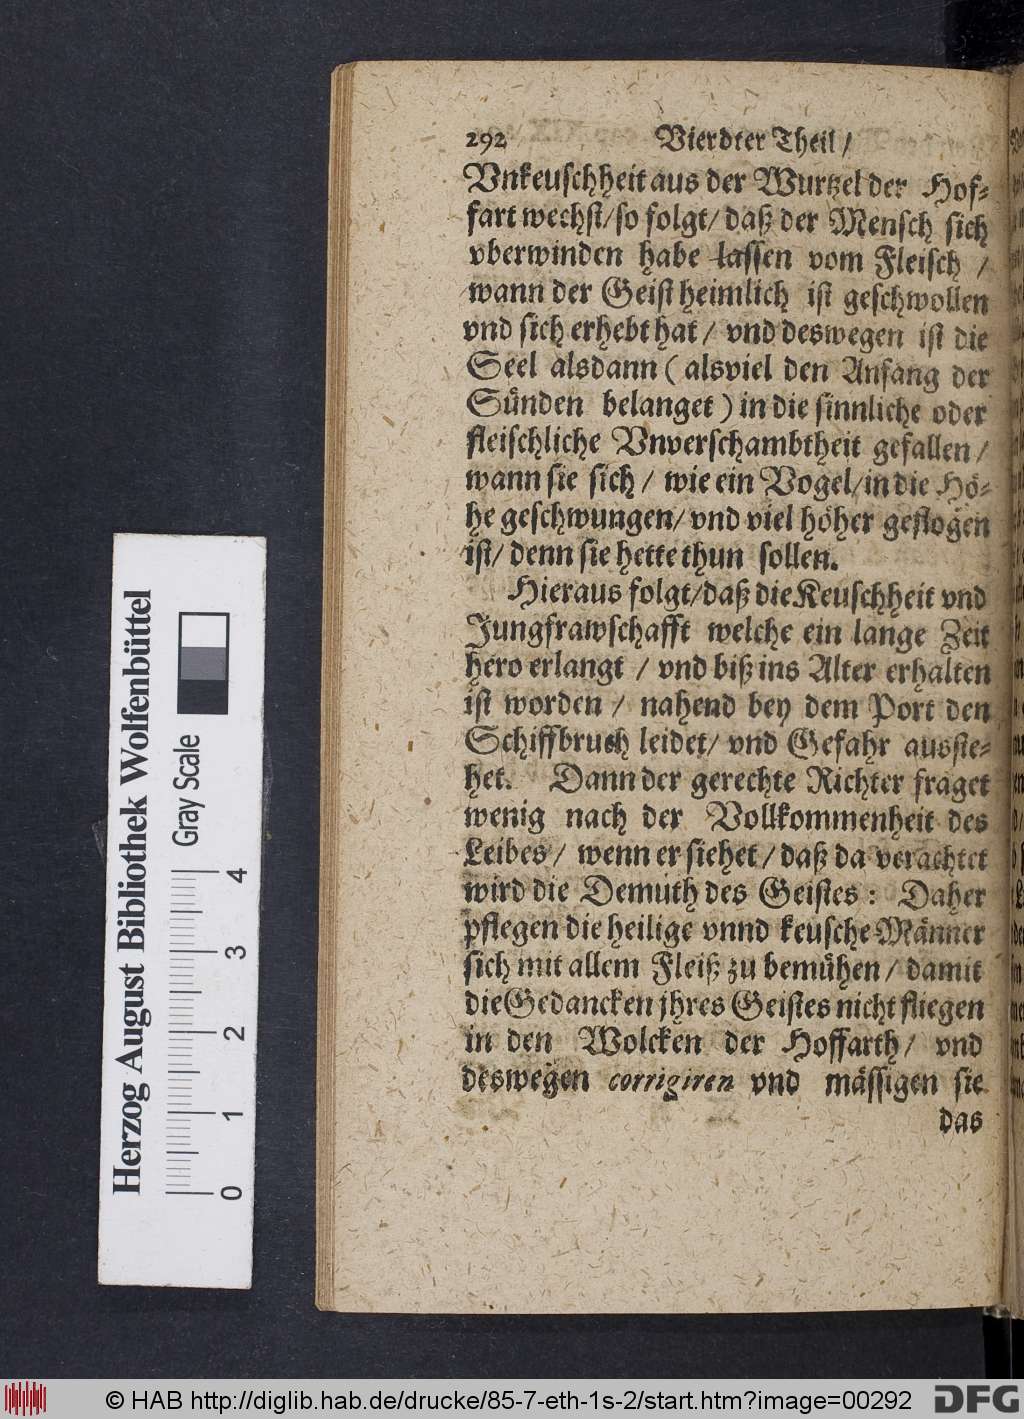 292 Vierdter Theil /
Vnkeuschheit aus der Wurtzel der Hof-
fart wechst/so folgt/ daß der Mensch sich
vberwinden habe lassen vom Fleisch /
wann der Geist heimlich ist geschwollen
vnd sich erhebt hat / vnd deswegen ist die
Seel alsdann ( alsviel den Anfang der
Sünden belanget ) in die sinnliche oder
fleischliche Vnverschambtheit gefallen /
wann sie sich / wie ein Vogel/in die Hö-
he geschwungen/ vnd viel höher geflogen
ist/ denn sie hette thun sollen.
Hieraus folgt/daß die Keuschheit vnd
Jungfrawschafft welche ein lange Zeit
hero erlangt / vnd biß ins Alter erhalten
ist worden / nahend bey dem Port den
Schiffbruch leidet/ vnd Gefahr ausste-
het. Dann der gerechte Richter fraget
wenig nach der Vollkommenheit des
Leibes / wenn er siehet / daß da verachtet
wird die Demuth des Geistes : Daher
pflegen die heilige vnnd keusche Männer
sich mit allem Fleiß zu bemühen / damit
die Gedancken jhres Geistes nicht fliegen
in den Wolcken der Hoffarth/ vnd
deswegen corrigiren vnd mässigen sie
das
Herzog August Bibliothek Wolfenbüttel
Gray Scale
0 1 2 3 4
© HAB http://diglib.hab.de/drucke/85-7-eth-1s-2/start.htm?image=00292
DFG